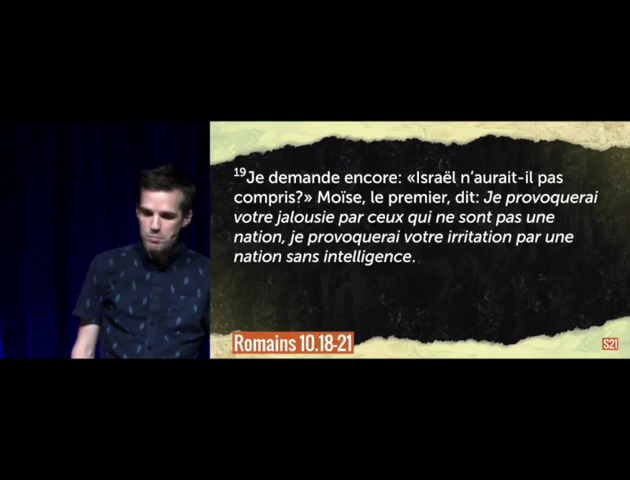 ¹⁹Je demande encore: «Israël n’aurait-il pas
compris?» Moïse, le premier, dit: Je provoquerai
votre jalousie par ceux qui ne sont pas une
nation, je provoquerai votre irritation par une
nation sans intelligence.
Romains 10.18-21
S21